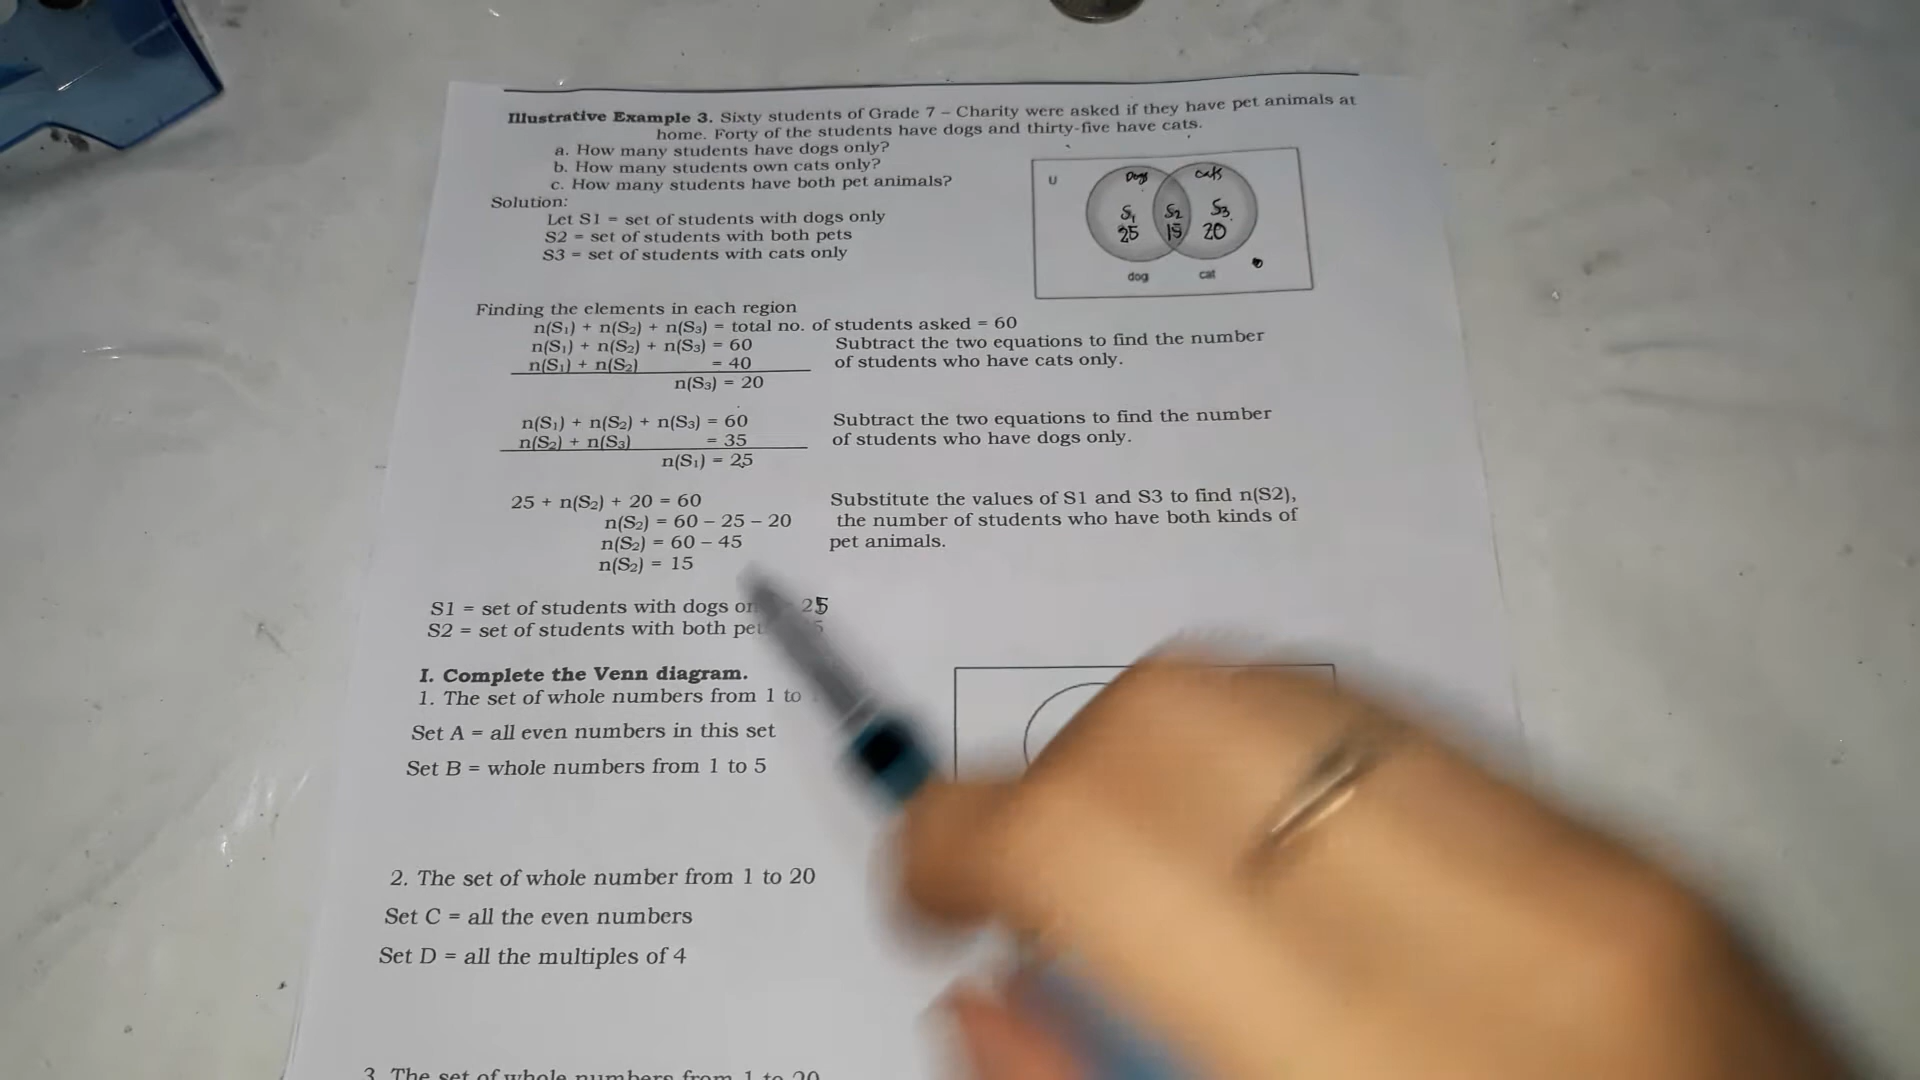 Illustrative Example 3. Sixty students of Grade 7 – Charity were asked if they have pet animals at
home. Forty of the students have dogs and thirty-five have cats.
a. How many students have dogs only?
b. How many students own cats only?
c. How many students have both pet animals?
Solution:
Let S1 = set of students with dogs only
S2 = set of students with both pets
S3 = set of students with cats only
U
Dogs cats
S₁ S₂ S₃
25 15 20
dog cat
Finding the elements in each region
n(S₁) + n(S₂) + n(S₃) = total no. of students asked = 60
n(S₁) + n(S₂) + n(S₃) = 60 Subtract the two equations to find the number
n(S₁) + n(S₂) = 40 of students who have cats only.
n(S₃) = 20
n(S₁) + n(S₂) + n(S₃) = 60 Subtract the two equations to find the number
n(S₂) + n(S₃) = 35 of students who have dogs only.
n(S₁) = 25
25 + n(S₂) + 20 = 60 Substitute the values of S1 and S3 to find n(S2),
n(S₂) = 60 – 25 – 20 the number of students who have both kinds of
n(S₂) = 60 – 45 pet animals.
n(S₂) = 15
S1 = set of students with dogs 25
S2 = set of students with both
I. Complete the Venn diagram.
1. The set of whole numbers from 1 to
Set A = all even numbers in this set
Set B = whole numbers from 1 to 5
2. The set of whole number from 1 to 20
Set C = all the even numbers
Set D = all the multiples of 4
3. The set of whole numbers from 1 to 20